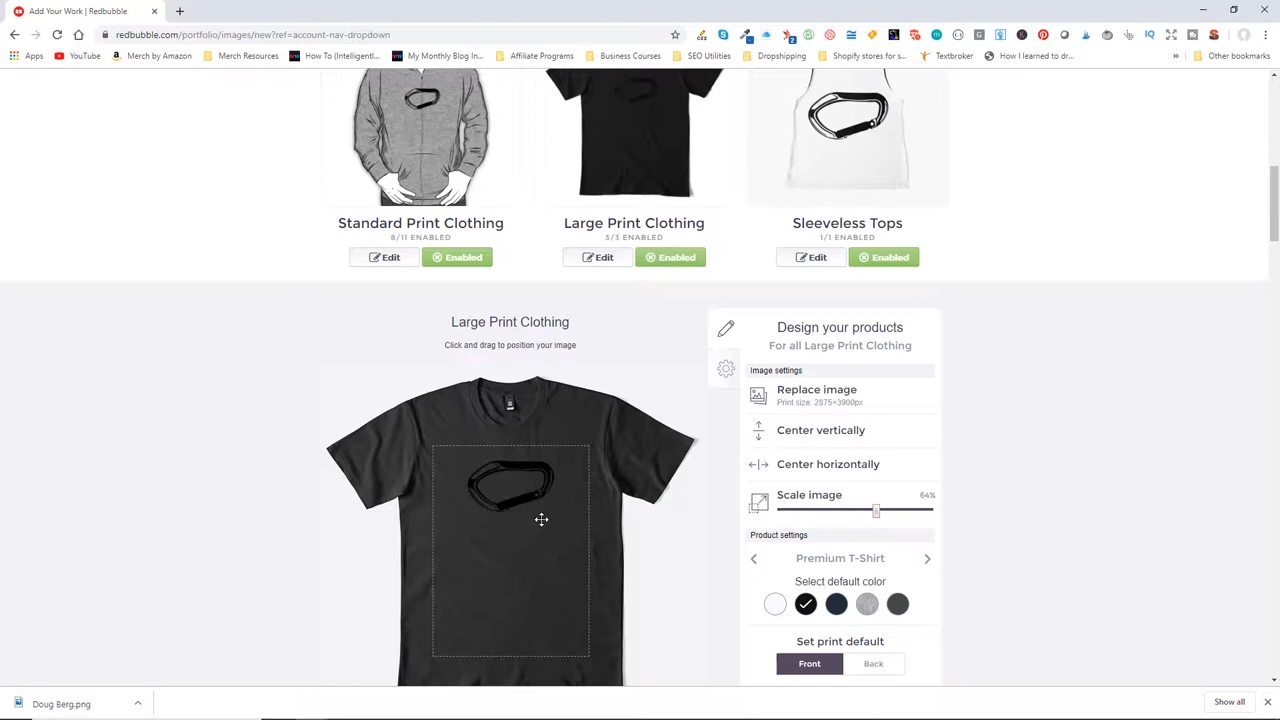 Add Your Work | Redbubble
redbubble.com/portfolio/images/new?ref=account-nav-dropdown
Apps
YouTube
Merch by Amazon
Merch Resources
How To (Intelligent...
My Monthly Blog In...
Affiliate Programs
Business Courses
SEO Utilities
Dropshipping
Shopify stores for s...
Textbroker
How I learned to dr...
»
Other bookmarks
Standard Print Clothing
8/11 ENABLED
Edit
Enabled
Large Print Clothing
3/3 ENABLED
Edit
Enabled
Sleeveless Tops
1/1 ENABLED
Edit
Enabled
Large Print Clothing
Click and drag to position your image
Design your products
For all Large Print Clothing
Image settings
Replace image
Print size: 2875×3900px
Center vertically
Center horizontally
Scale image
64%
Product settings
Premium T-Shirt
Select default color
Set print default
Front
Back
Doug Berg.png
Show all